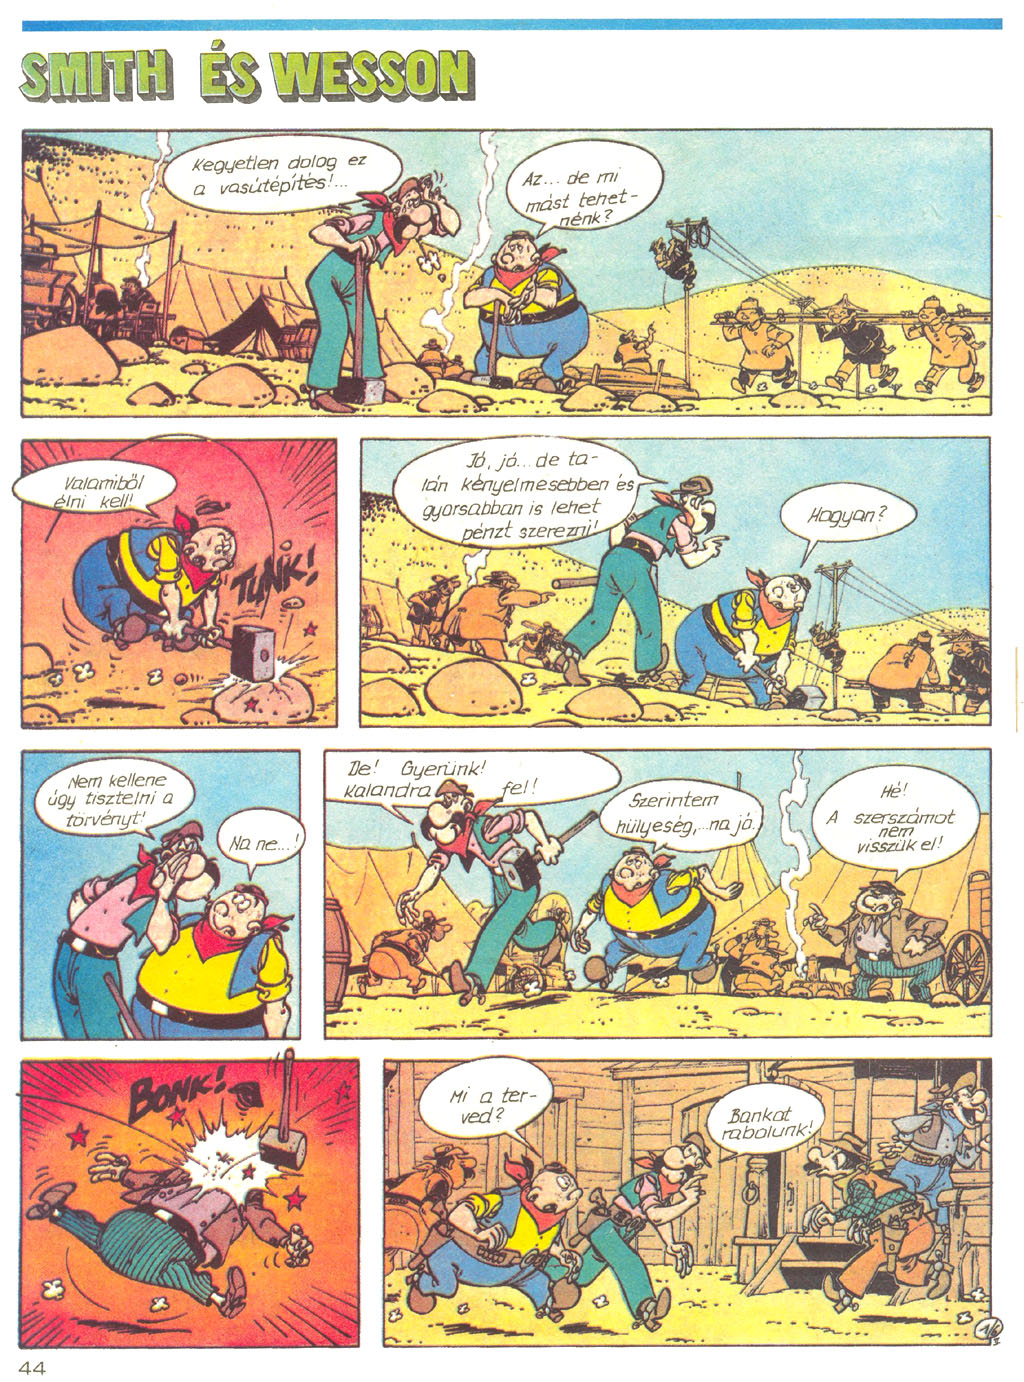 SMITH ÉS WESSON
Kegyetlen dolog ez
a vasútépítés!...
Az... de mi
mást tehet-
nénk?
Valamiből
élni kell!
TUNK!
Jó, jó... de ta-
lán kényelmesebben és
gyorsabban is lehet
pénzt szerezni!
Hogyan?
Nem kellene
úgy tisztelni a
törvényt!
Na ne...!
De! Gyerünk!
kalandra fel!
Szerintem
hülyeség,...na jó.
Hé!
A szerszámot
nem
visszük el!
BONK!
Mi a ter-
ved?
Bankot
rabolunk!
1/6
44